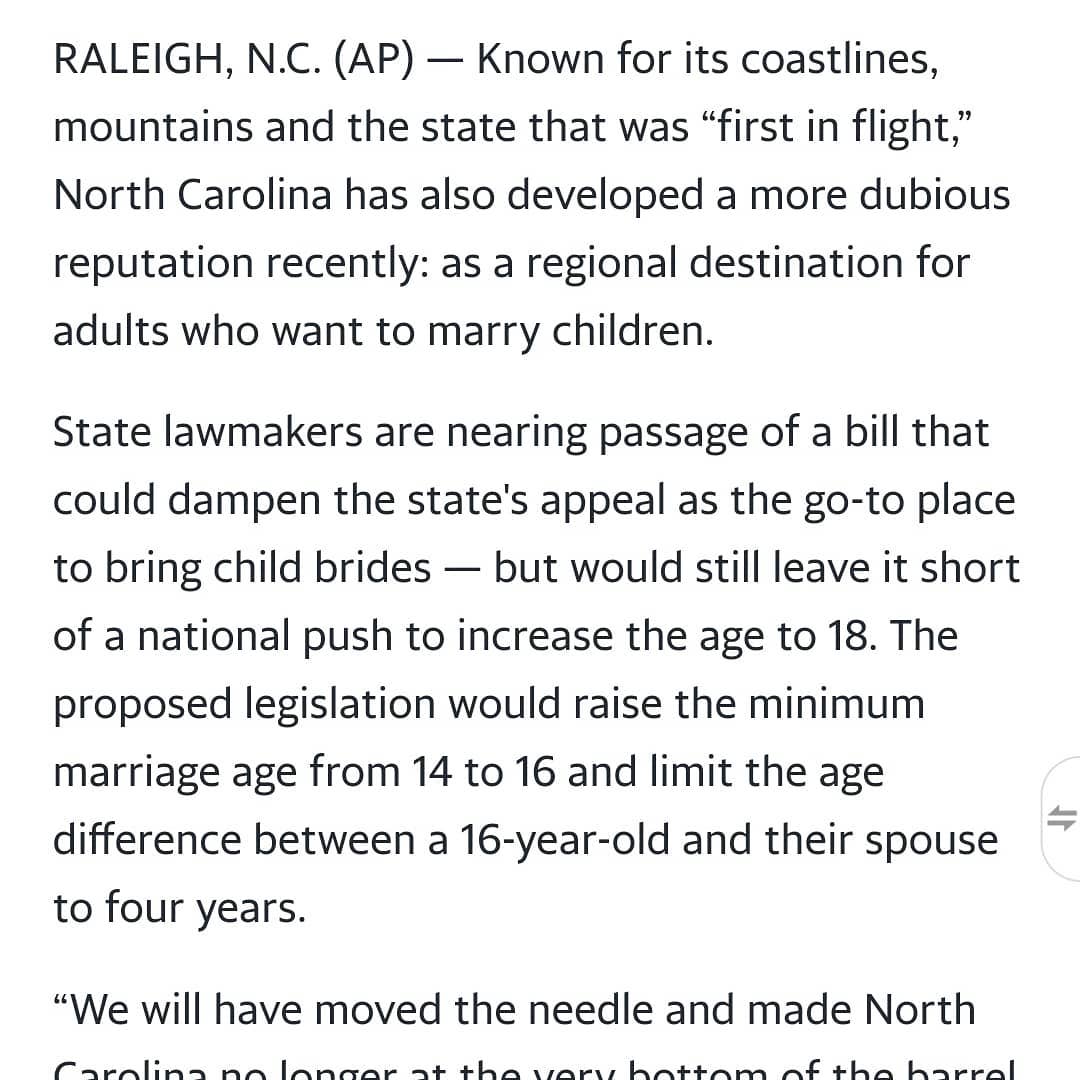 RALEIGH, N.C. (AP) — Known for its coastlines,
mountains and the state that was “first in flight,”
North Carolina has also developed a more dubious
reputation recently: as a regional destination for
adults who want to marry children.
State lawmakers are nearing passage of a bill that
could dampen the state's appeal as the go-to place
to bring child brides — but would still leave it short
of a national push to increase the age to 18. The
proposed legislation would raise the minimum
marriage age from 14 to 16 and limit the age
difference between a 16-year-old and their spouse
to four years.
“We will have moved the needle and made North
Carolina no longer at the very bottom of the barrel